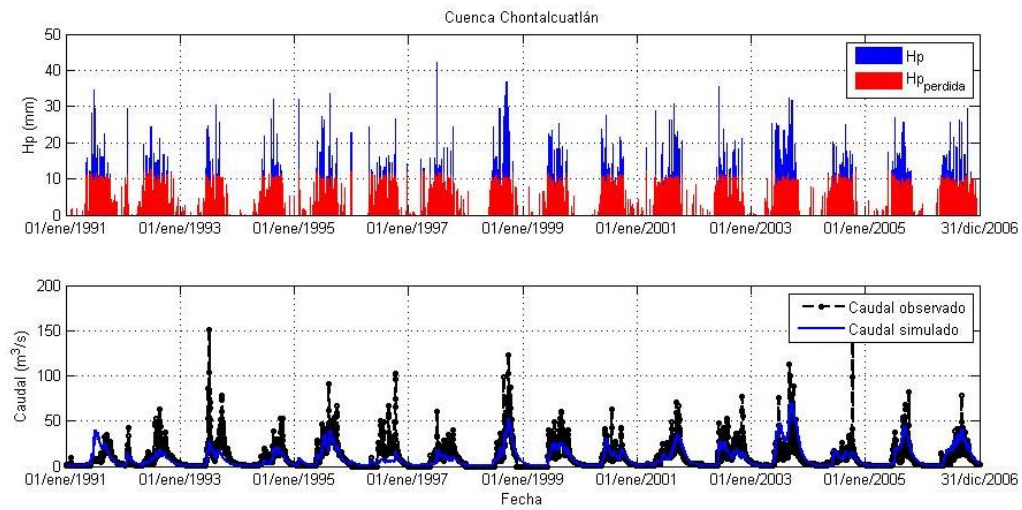 Cuenca Chontalcuatlán
50
40
30
20
10
0
Hp (mm)
Hp
Hp_perdida
01/ene/1991 01/ene/1993 01/ene/1995 01/ene/1997 01/ene/1999 01/ene/2001 01/ene/2003 01/ene/2005 31/dic/2006
200
150
100
50
0
Caudal (m³/s)
Caudal observado
Caudal simulado
01/ene/1991 01/ene/1993 01/ene/1995 01/ene/1997 01/ene/1999 01/ene/2001 01/ene/2003 01/ene/2005 31/dic/2006
Fecha